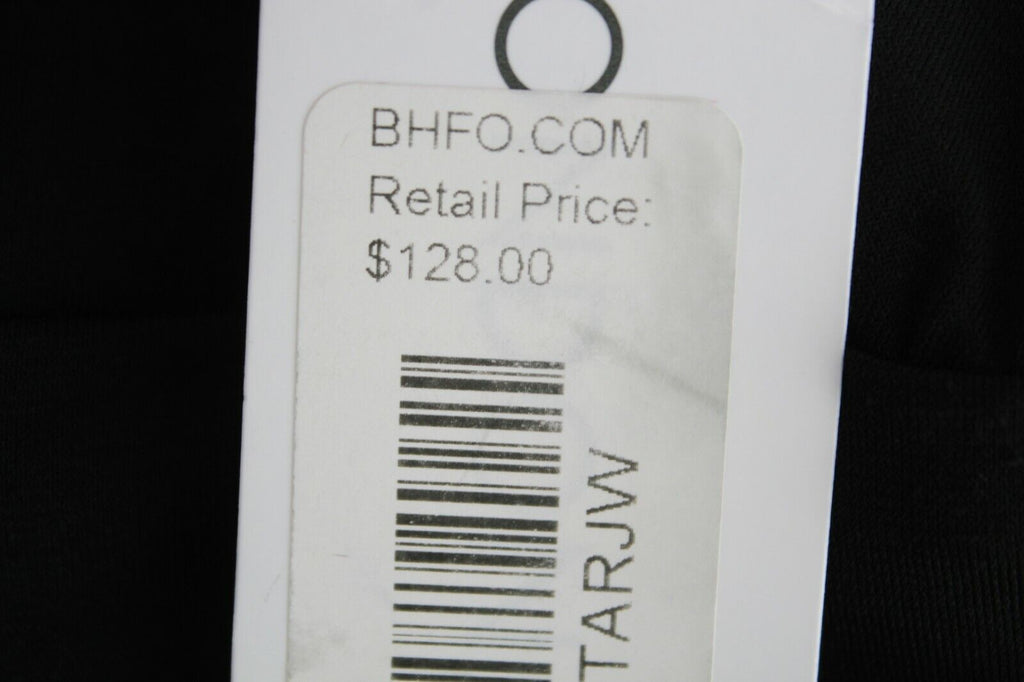 BHFO.COM
Retail Price:
$128.00
TARJW